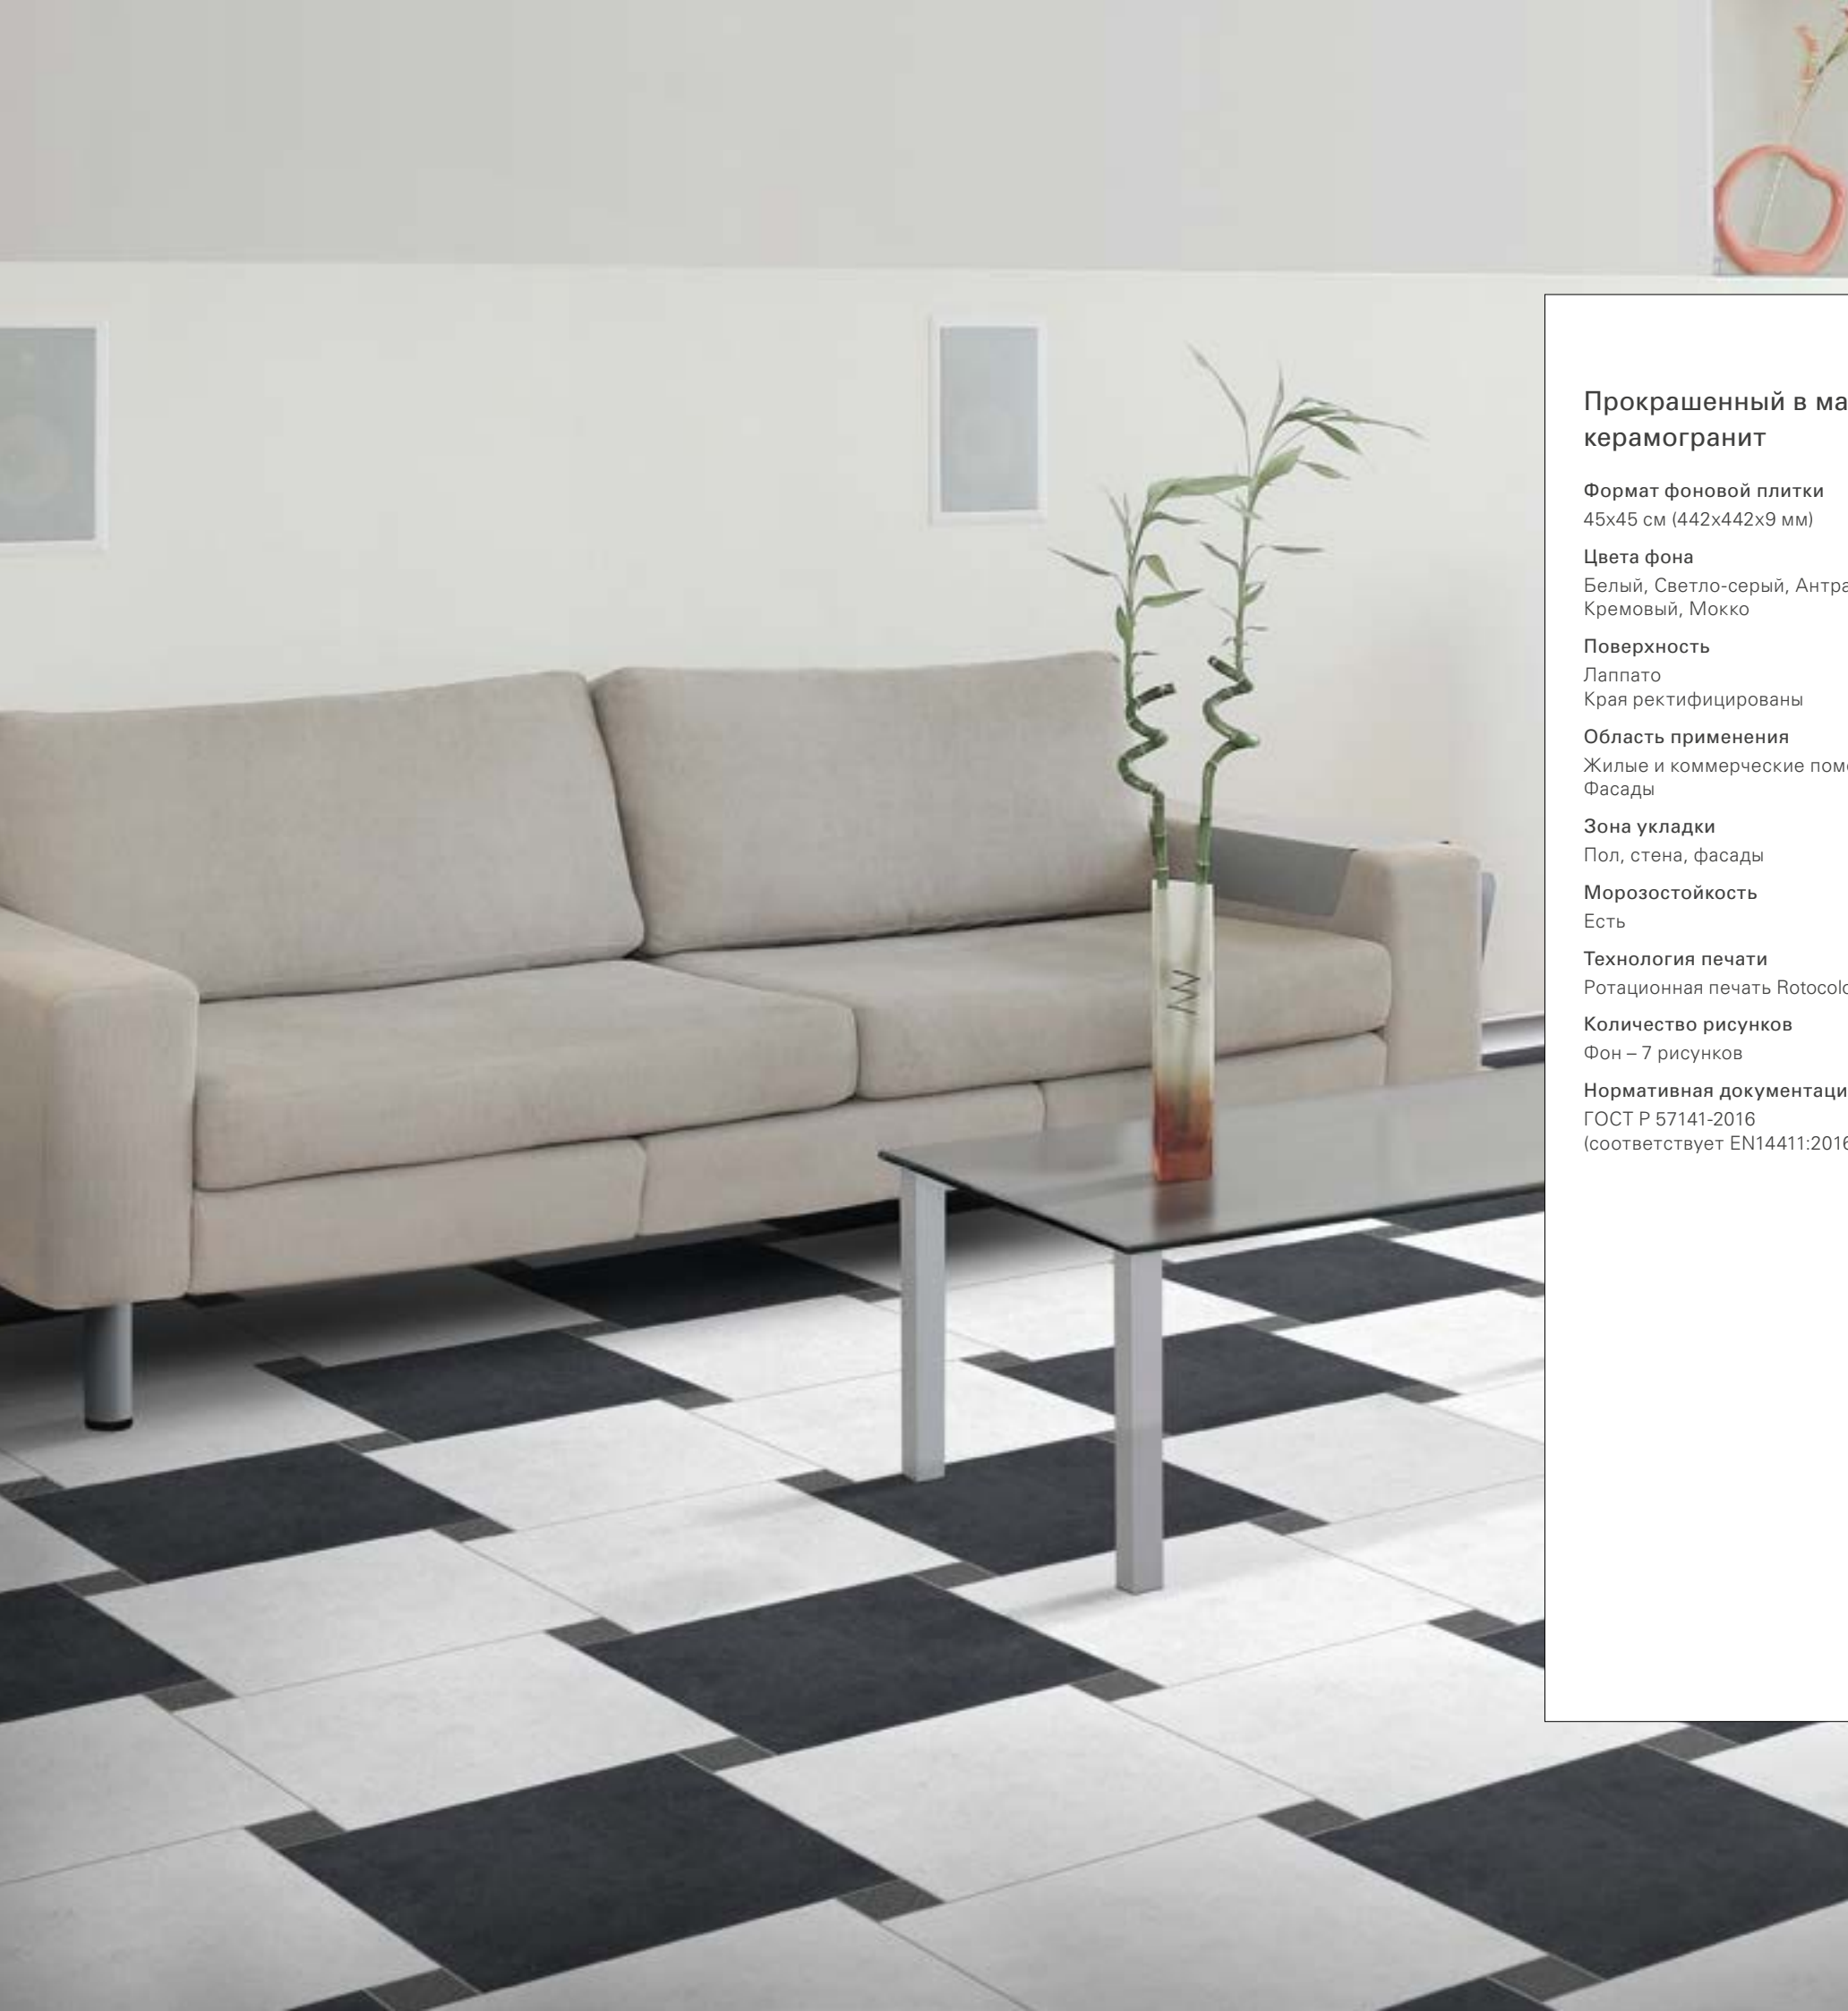 Прокрашенный в ма
керамогранит
Формат фоновой плитки
45х45 см (442х442х9 мм)
Цвета фона
Белый, Светло-серый, Антра
Кремовый, Мокко
Поверхность
Лаппато
Края ректифицированы
Область применения
Жилые и коммерческие пом
Фасады
Зона укладки
Пол, стена, фасады
Морозостойкость
Есть
Технология печати
Ротационная печать Rotocolo
Количество рисунков
Фон – 7 рисунков
Нормативная документаци
ГОСТ Р 57141-2016
(соответствует EN14411:2016